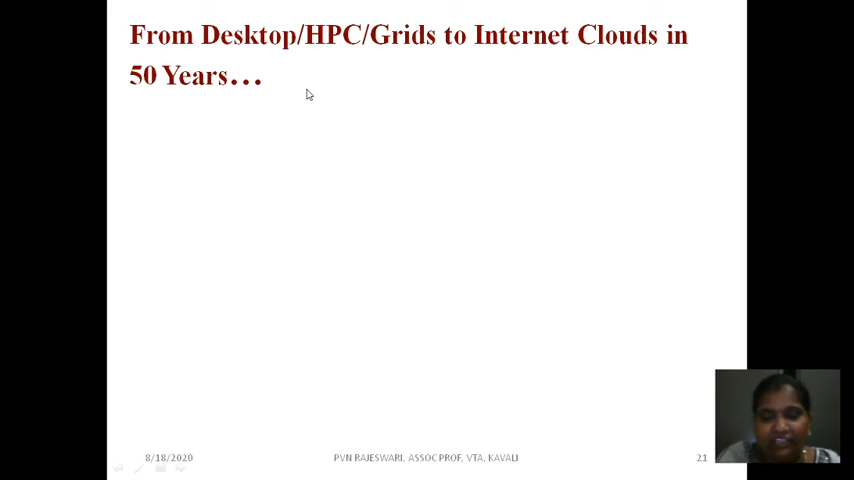 From Desktop/HPC/Grids to Internet Clouds in
50 Years…
8/18/2020 PVN RAJESWARI, ASSOC PROF, VTA, KAVALI 21